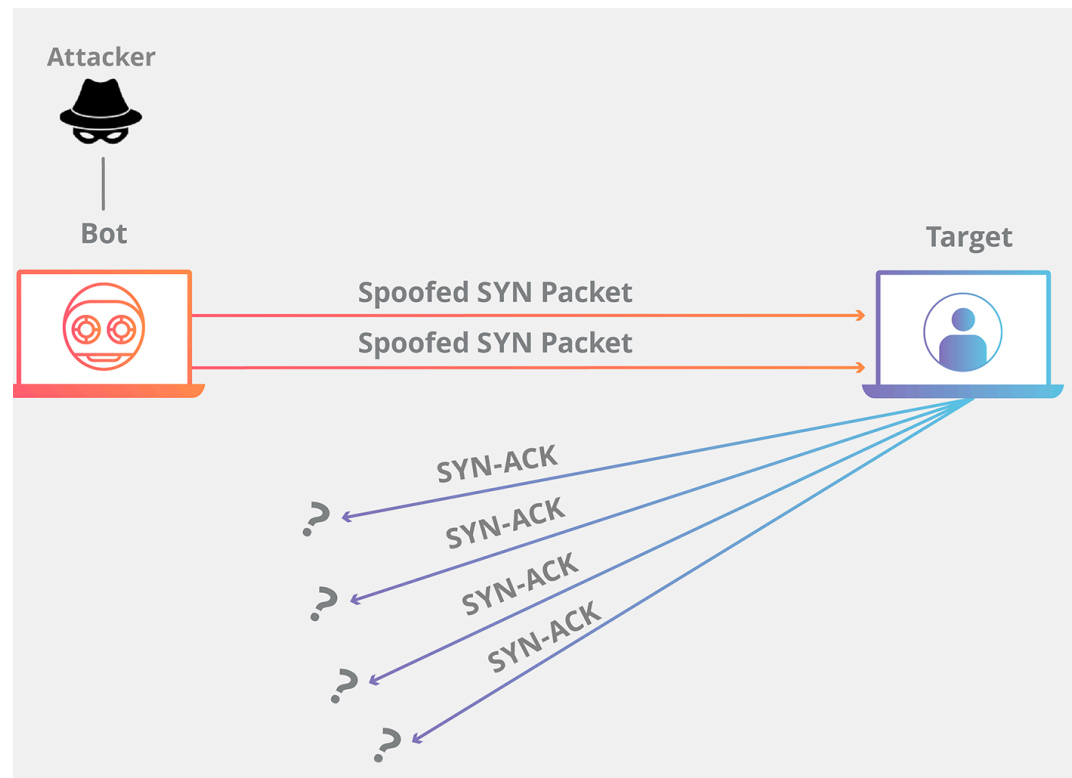 Attacker
Bot
Target
Spoofed SYN Packet
Spoofed SYN Packet
SYN-ACK
?
SYN-ACK
?
SYN-ACK
?
SYN-ACK
?